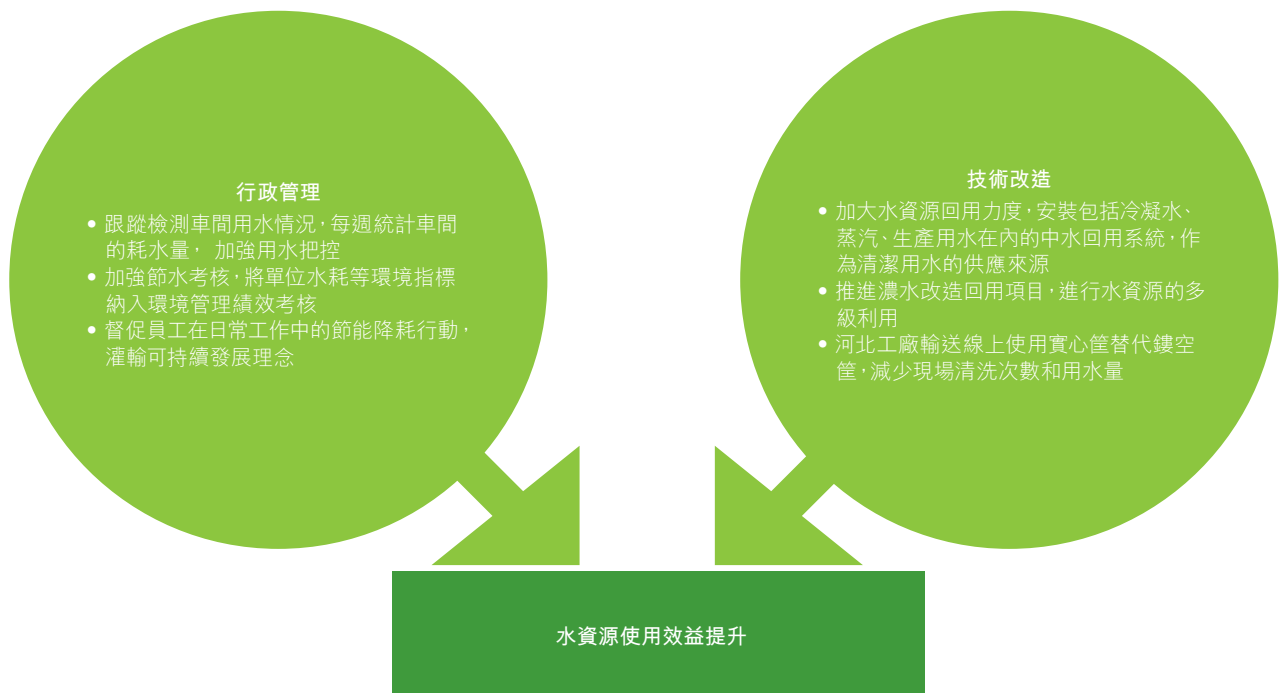 行政管理
• 跟蹤檢測車間用水情況，每週統計車間
的耗水量， 加強用水把控
• 加強節水考核，將單位水耗等環境指標
納入環境管理績效考核
• 督促員工在日常工作中的節能降耗行動，
灌輸可持續發展理念
技術改造
• 加大水資源回用力度，安裝包括冷凝水、
蒸汽、生產用水在內的中水回用系統，作
為清潔用水的供應來源
• 推進濃水改造回用項目，進行水資源的多
級利用
• 河北工廠輸送線上使用實心筐替代鏤空
筐，減少現場清洗次數和用水量
水資源使用效益提升